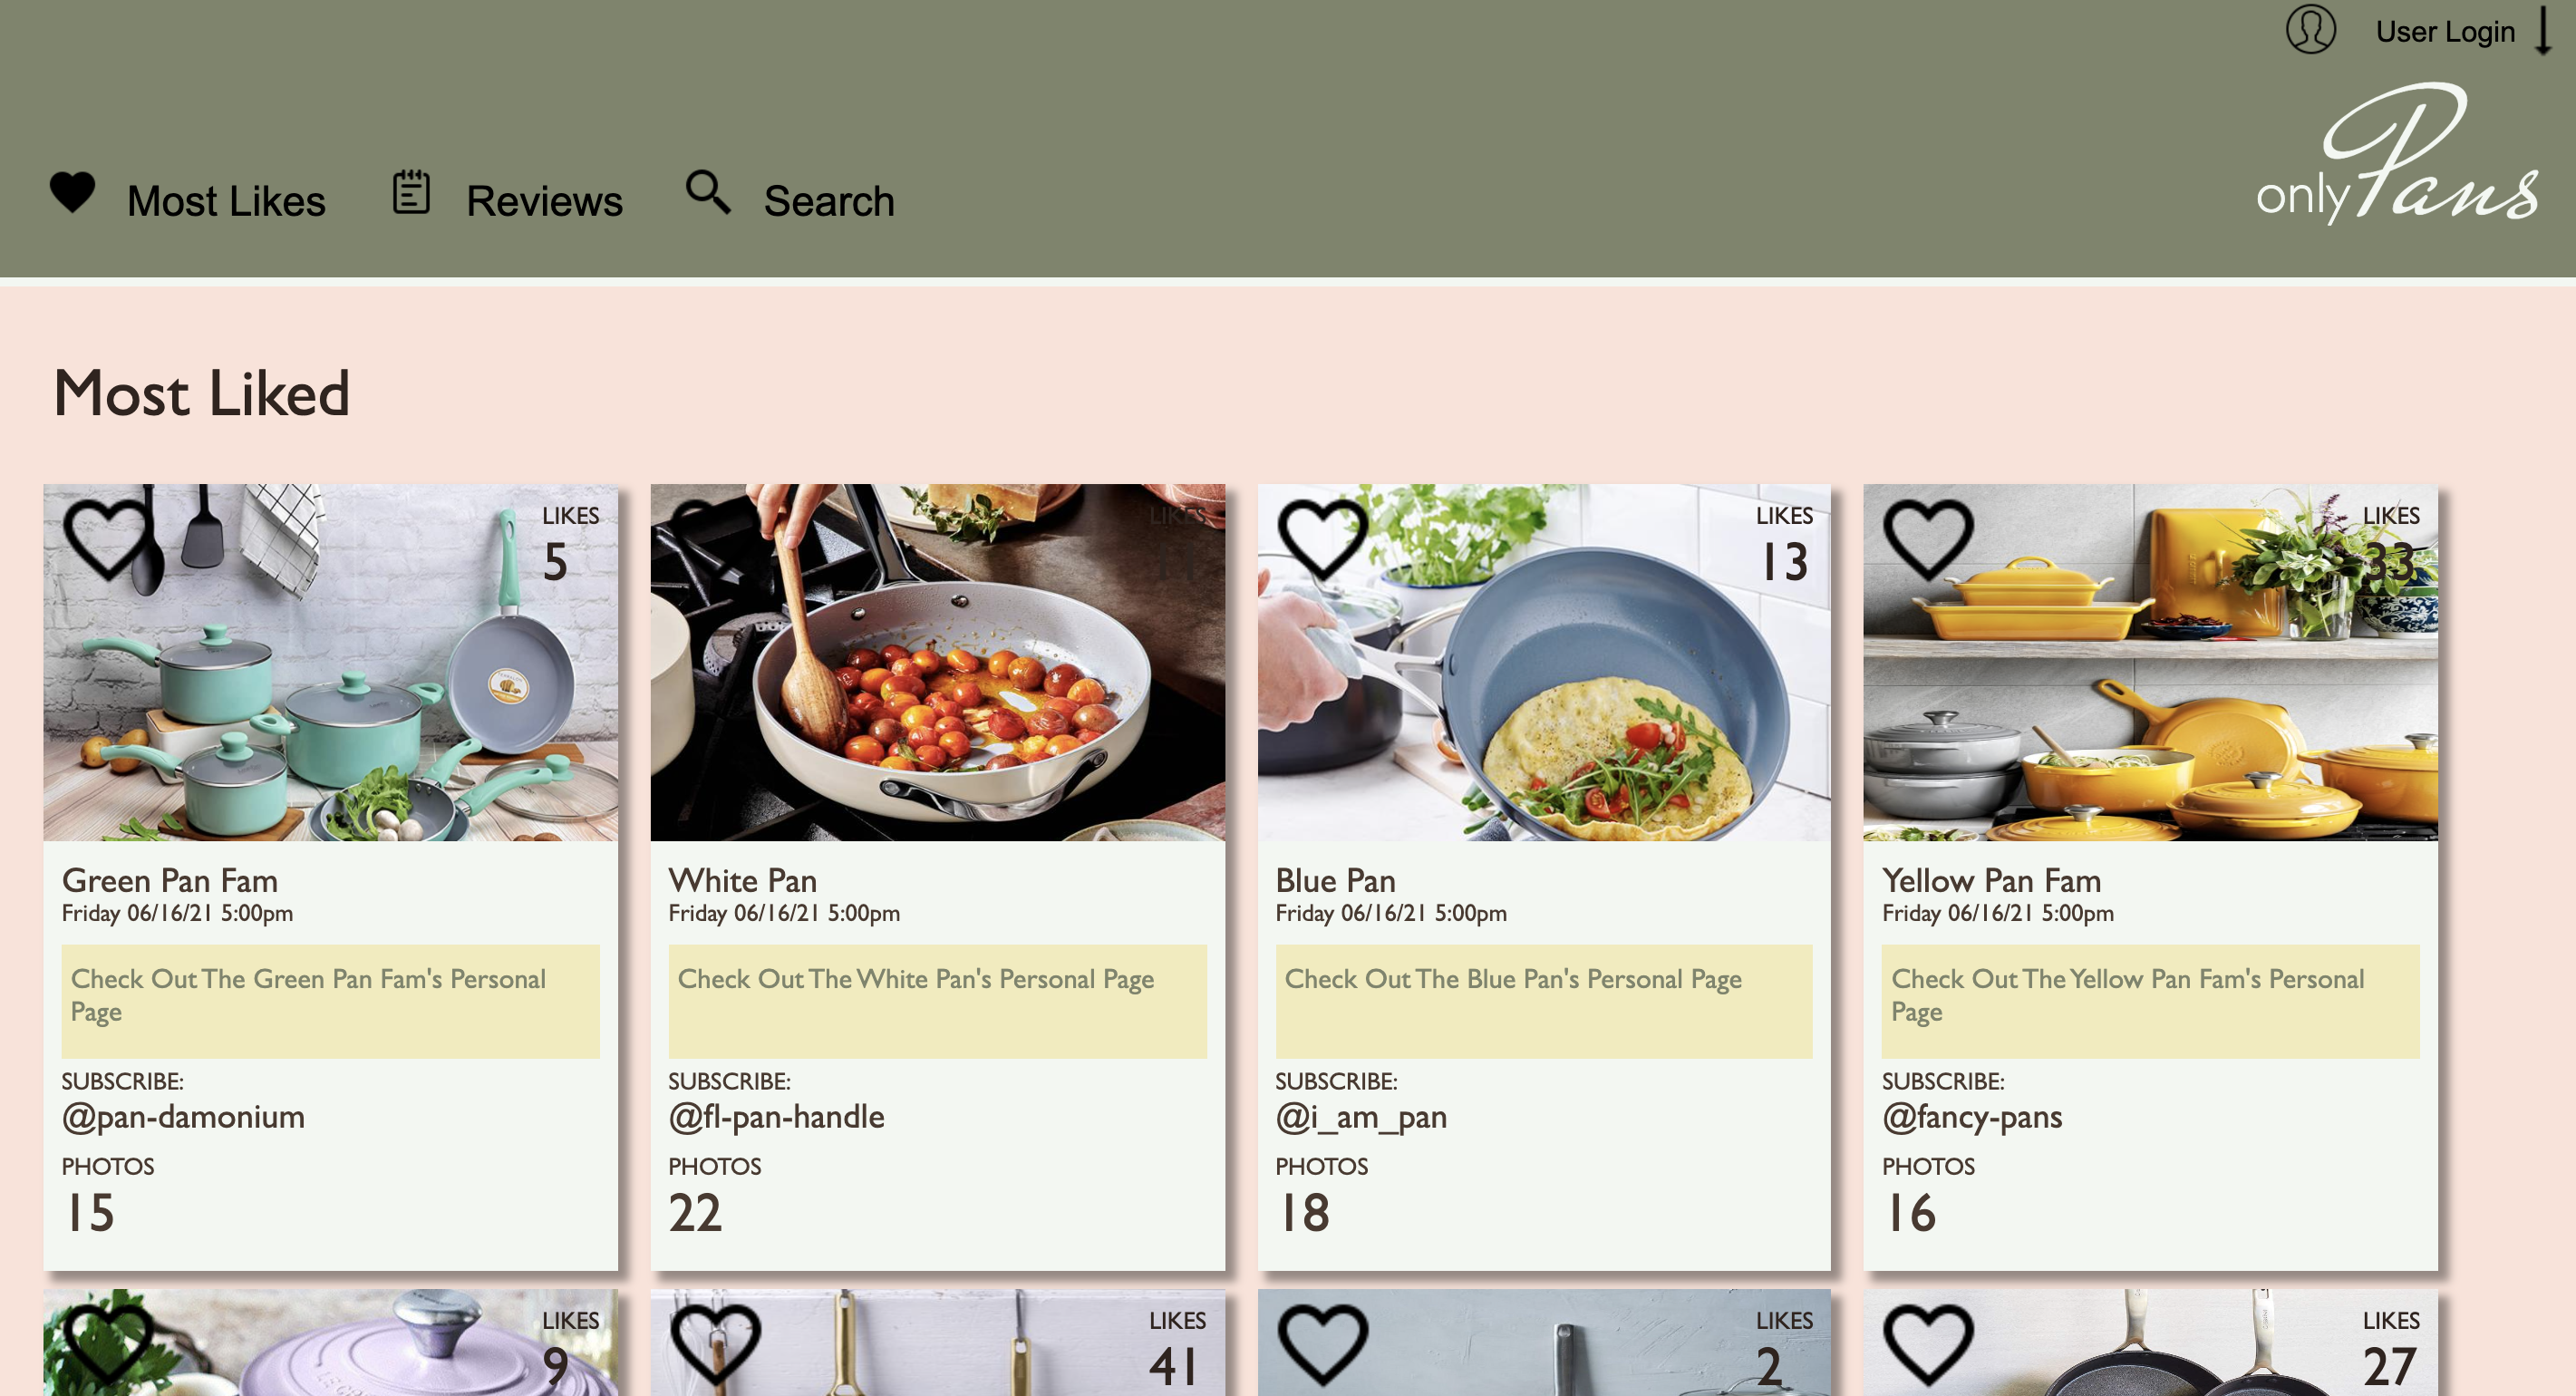 User Login
Most Likes
Reviews
Search
only Pans
Most Liked
LIKES
5
Green Pan Fam
Friday 06/16/21 5:00pm
Check Out The Green Pan Fam's Personal
Page
SUBSCRIBE:
@pan-damonium
PHOTOS
15
LIKES
11
White Pan
Friday 06/16/21 5:00pm
Check Out The White Pan's Personal Page
SUBSCRIBE:
@fl-pan-handle
PHOTOS
22
LIKES
13
Blue Pan
Friday 06/16/21 5:00pm
Check Out The Blue Pan's Personal Page
SUBSCRIBE:
@i_am_pan
PHOTOS
18
LIKES
33
Yellow Pan Fam
Friday 06/16/21 5:00pm
Check Out The Yellow Pan Fam's Personal
Page
SUBSCRIBE:
@fancy-pans
PHOTOS
16
LIKES
9
LIKES
41
LIKES
2
LIKES
27